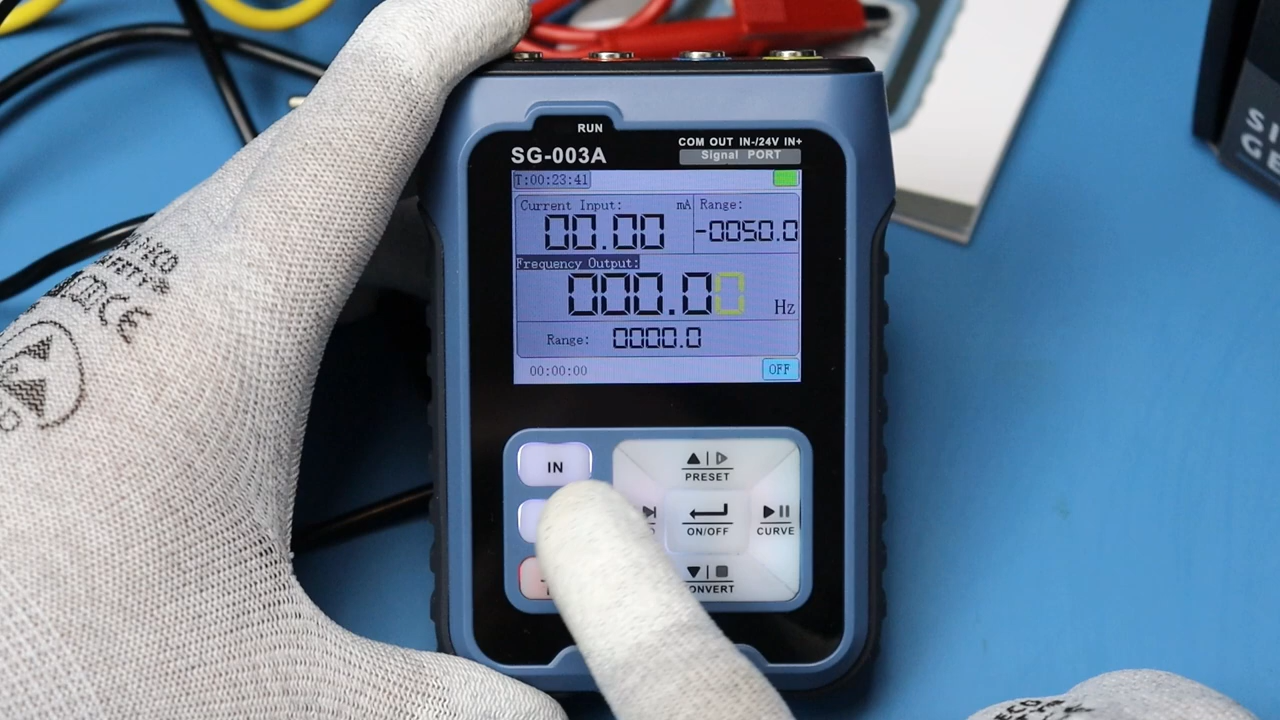 RUN
COM OUT IN-/24V IN+
SG-003A
Signal PORT
T:00:23:41
Current Input: mA
00.00
Range:
-0050.0
Frequency Output:
000.00 Hz
Range: 0000.0
00:00:00 OFF
IN
PRESET
ON/OFF
CURVE